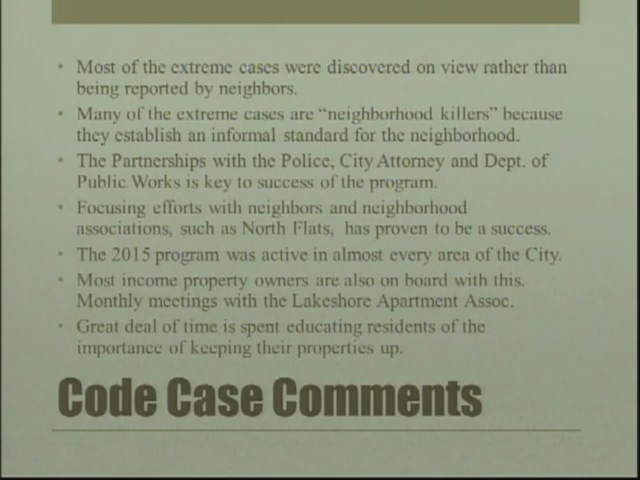 • Most of the extreme cases were discovered on view rather than
being reported by neighbors.
• Many of the extreme cases are “neighborhood killers” because
they establish an informal standard for the neighborhood.
• The Partnerships with the Police, City Attorney and Dept. of
Public Works is key to success of the program.
• Focusing efforts with neighbors and neighborhood
associations, such as North Flats, has proven to be a success.
• The 2015 program was active in almost every area of the City.
• Most income property owners are also on board with this.
Monthly meetings with the Lakeshore Apartment Assoc.
• Great deal of time is spent educating residents of the
importance of keeping their properties up.
Code Case Comments